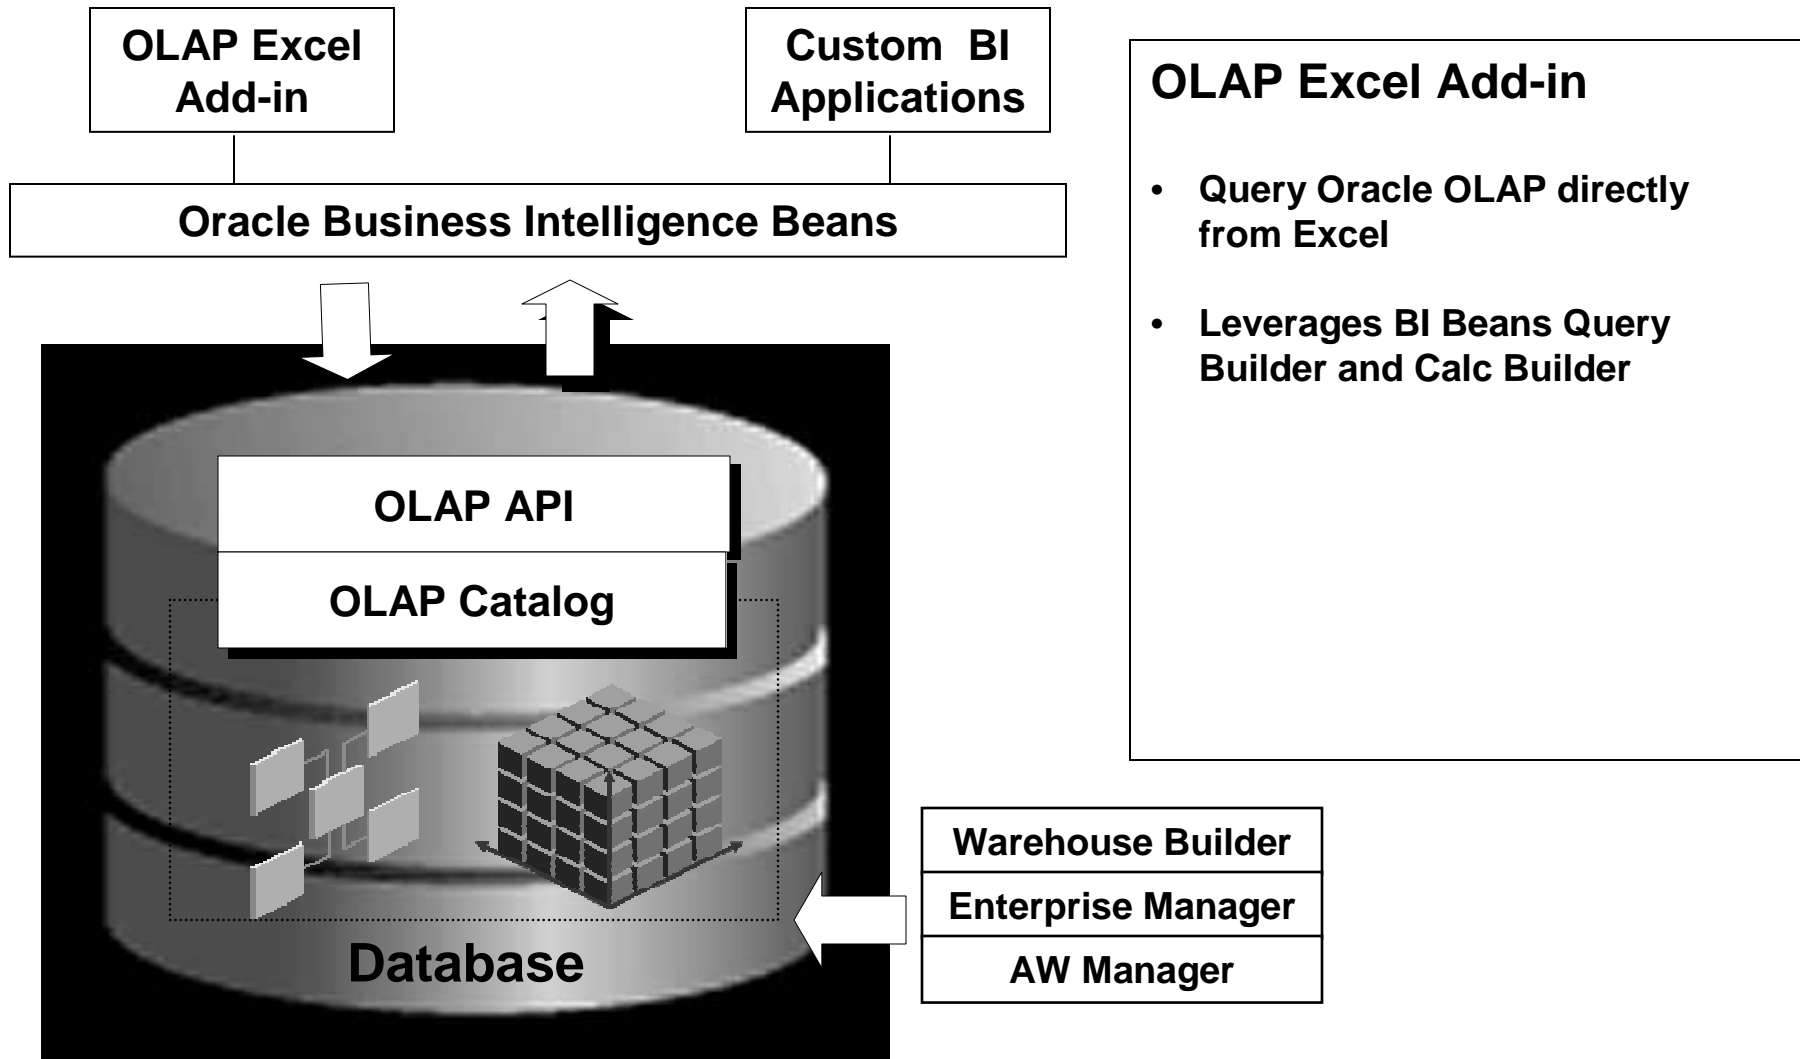 OLAP Excel
Add-in
Custom BI
Applications
Oracle Business Intelligence Beans
OLAP API
OLAP Catalog
Database
Warehouse Builder
Enterprise Manager
AW Manager
OLAP Excel Add-in
• Query Oracle OLAP directly
from Excel
• Leverages BI Beans Query
Builder and Calc Builder